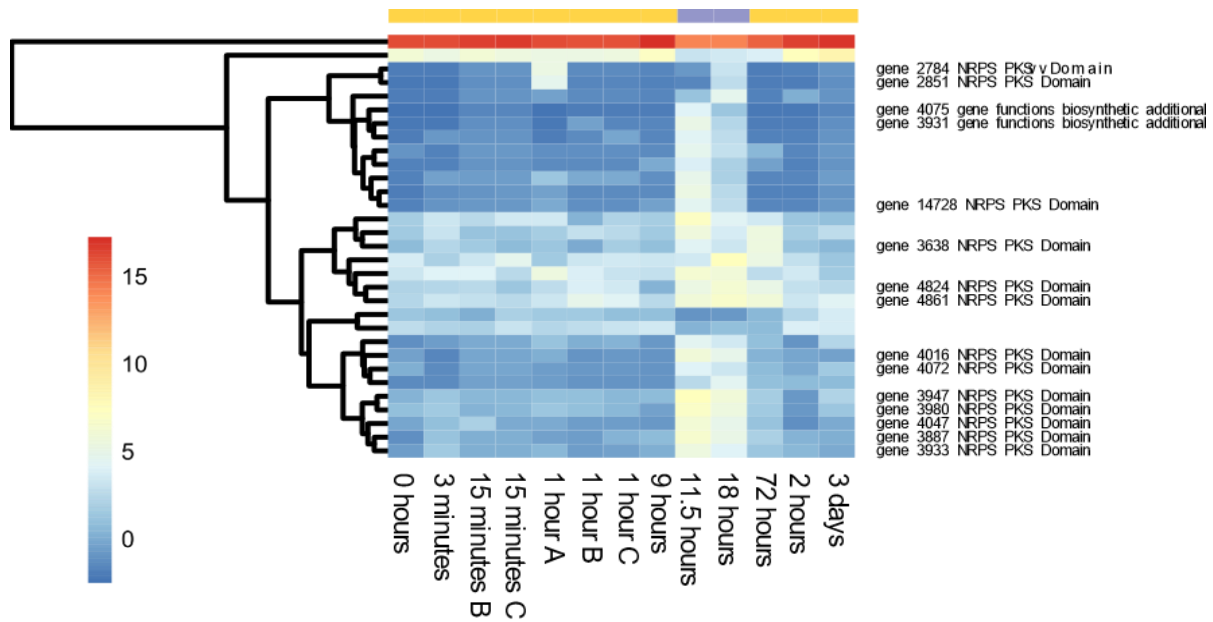 gene 2784 NRPS PKSv v Domain
gene 2851 NRPS PKS Domain
gene 4075 gene functions biosynthetic additional
gene 3931 gene functions biosynthetic additional
gene 14728 NRPS PKS Domain
gene 3638 NRPS PKS Domain
gene 4824 NRPS PKS Domain
gene 4861 NRPS PKS Domain
gene 4016 NRPS PKS Domain
gene 4072 NRPS PKS Domain
gene 3947 NRPS PKS Domain
gene 3980 NRPS PKS Domain
gene 4047 NRPS PKS Domain
gene 3887 NRPS PKS Domain
gene 3933 NRPS PKS Domain
15
10
5
0
0 hours
3 minutes
15 minutes B
15 minutes C
1 hour A
1 hour B
1 hour C
9 hours
11.5 hours
18 hours
72 hours
2 hours
3 days